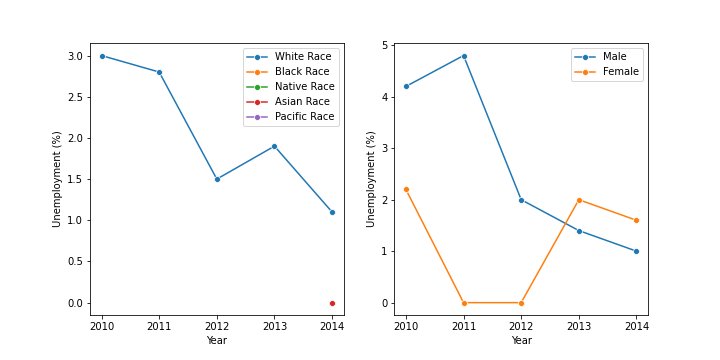 3.0
2.5
2.0
1.5
1.0
0.5
0.0
Unemployment (%)
2010 2011 2012 2013 2014
Year
White Race
Black Race
Native Race
Asian Race
Pacific Race
5
4
3
2
1
0
Unemployment (%)
2010 2011 2012 2013 2014
Year
Male
Female